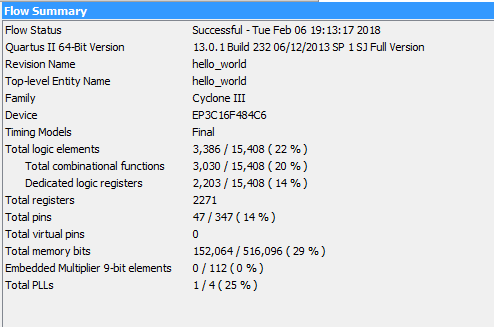 Flow Summary
Flow Status Successful - Tue Feb 06 19:13:17 2018
Quartus II 64-Bit Version 13.0.1 Build 232 06/12/2013 SP 1 SJ Full Version
Revision Name hello_world
Top-level Entity Name hello_world
Family Cyclone III
Device EP3C16F484C6
Timing Models Final
Total logic elements 3,386 / 15,408 ( 22 % )
Total combinational functions 3,030 / 15,408 ( 20 % )
Dedicated logic registers 2,203 / 15,408 ( 14 % )
Total registers 2271
Total pins 47 / 347 ( 14 % )
Total virtual pins 0
Total memory bits 152,064 / 516,096 ( 29 % )
Embedded Multiplier 9-bit elements 0 / 112 ( 0 % )
Total PLLs 1 / 4 ( 25 % )